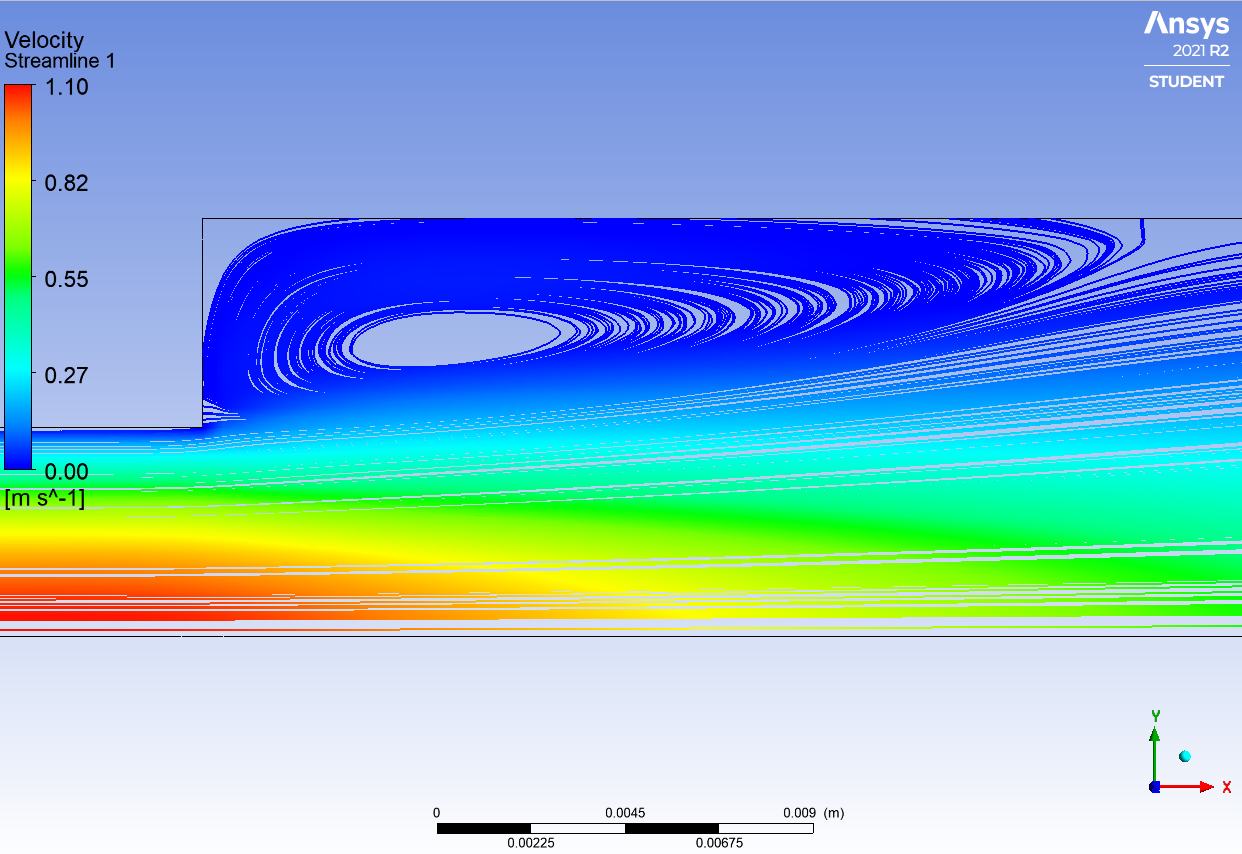 Velocity
Streamline 1
1.10
0.82
0.55
0.27
0.00
[m s^-1]
Ansys
2021 R2
STUDENT
Y
X
0 0.0045 0.009 (m)
0.00225 0.00675